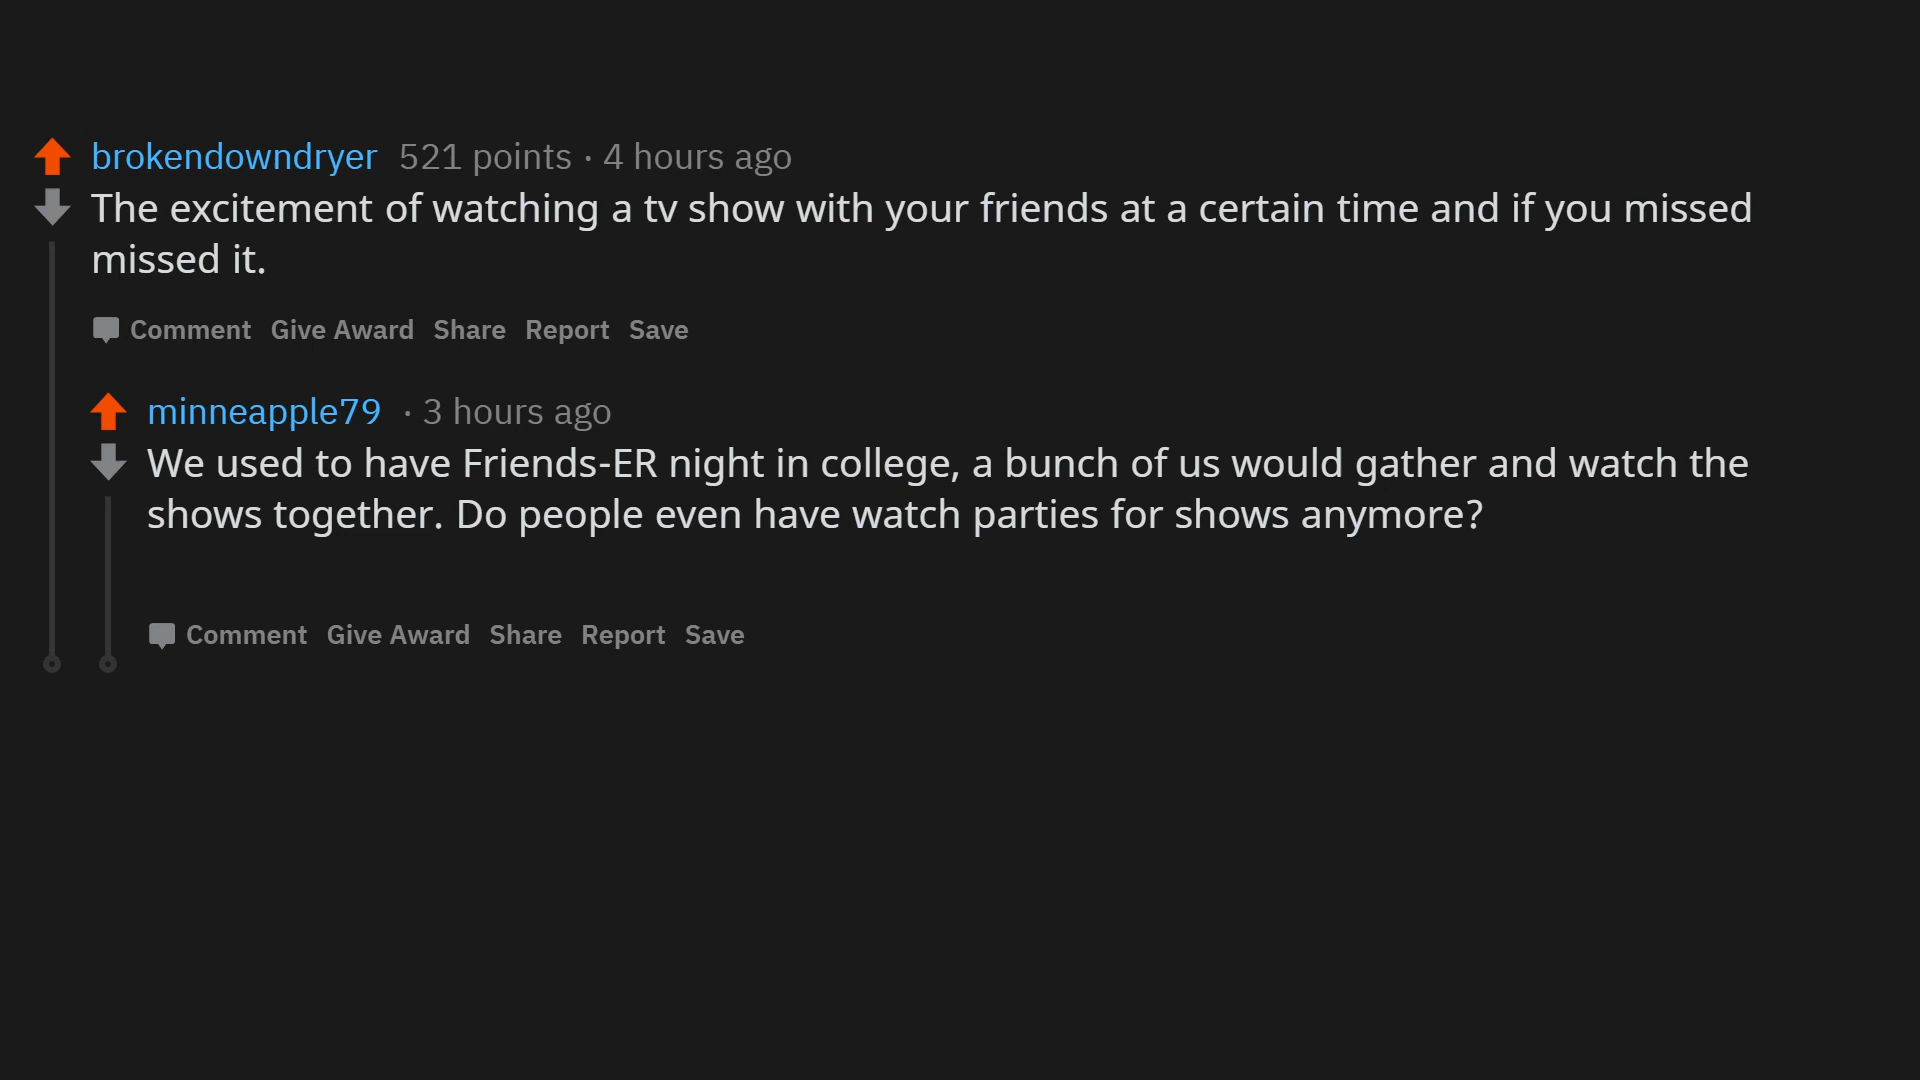 brokendowndryer 521 points · 4 hours ago
The excitement of watching a tv show with your friends at a certain time and if you missed
missed it.
Comment Give Award Share Report Save
minneapple79 · 3 hours ago
We used to have Friends-ER night in college, a bunch of us would gather and watch the
shows together. Do people even have watch parties for shows anymore?
Comment Give Award Share Report Save